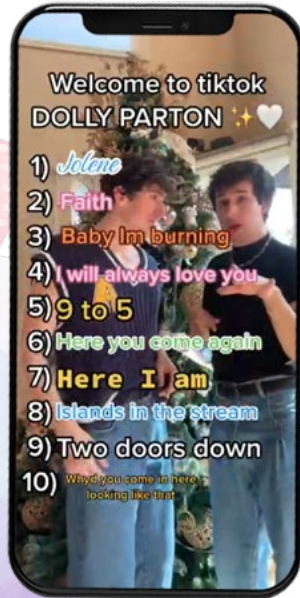 Welcome to tiktok
DOLLY PARTON ✨🤍
1) Jolene
2) Faith
3) Baby Im burning
4) I will always love you
5) 9 to 5
6) Here you come again
7) Here I am
8) Islands in the stream
9) Two doors down
10) Whyd you come in here
looking like that